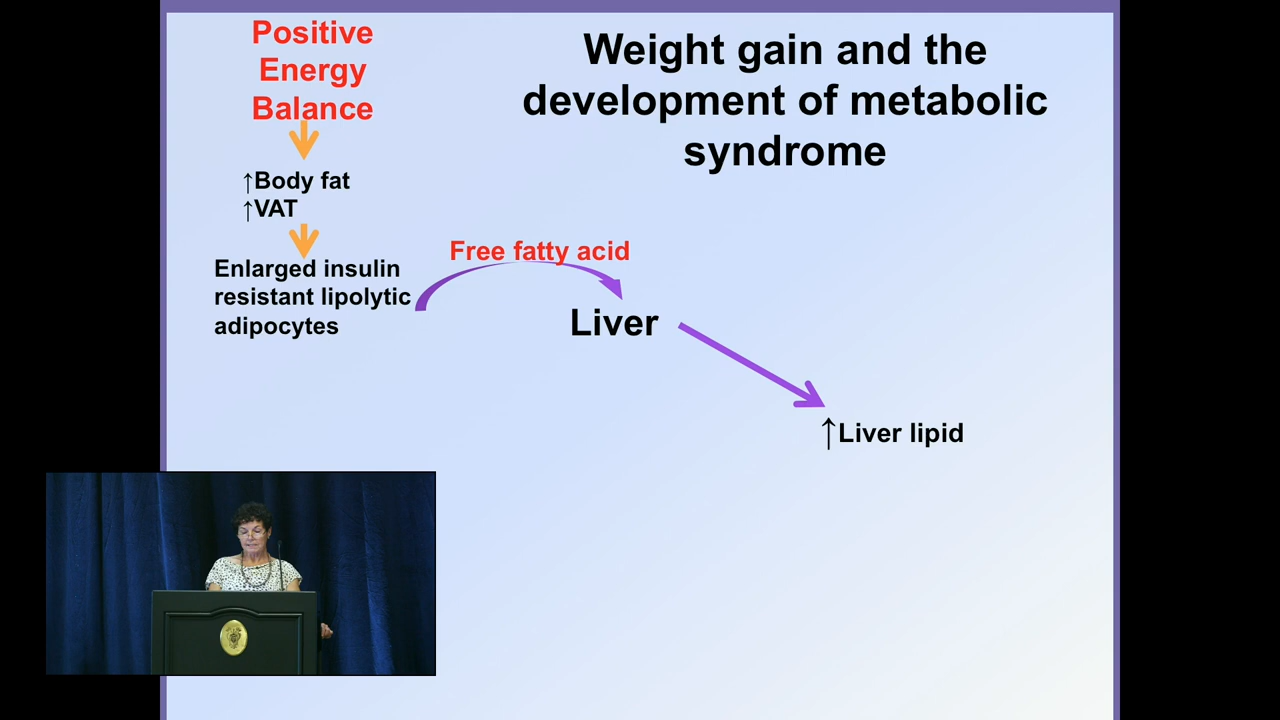 Positive
Energy
Balance
Weight gain and the
development of metabolic
syndrome
↑Body fat
↑VAT
Enlarged insulin
resistant lipolytic
adipocytes
Free fatty acid
Liver
↑Liver lipid